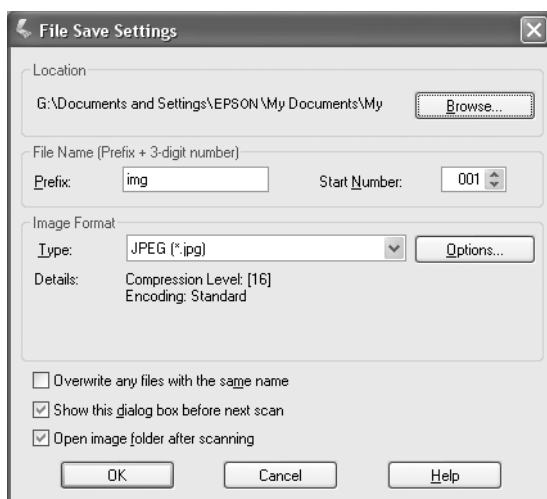 File Save Settings
Location
G:\Documents and Settings\EPSON\My Documents\My
Browse...
File Name (Prefix + 3-digit number)
Prefix: img Start Number: 001
Image Format
Type: JPEG (*.jpg) Options...
Details: Compression Level: [16]
Encoding: Standard
Overwrite any files with the same name
Show this dialog box before next scan
Open image folder after scanning
OK Cancel Help